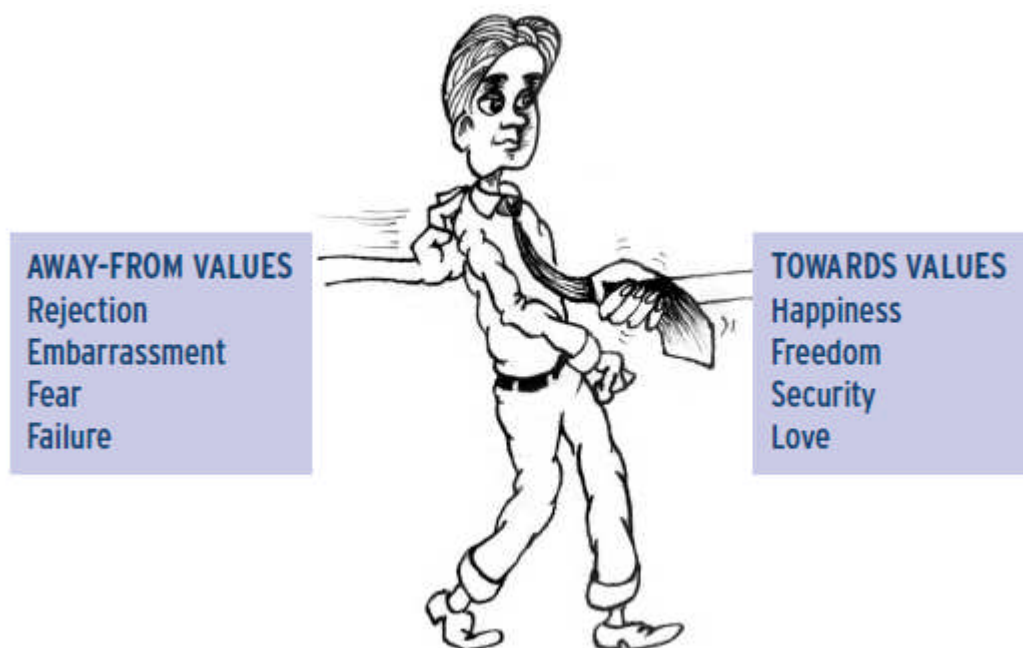 AWAY-FROM VALUES
Rejection
Embarrassment
Fear
Failure
TOWARDS VALUES
Happiness
Freedom
Security
Love